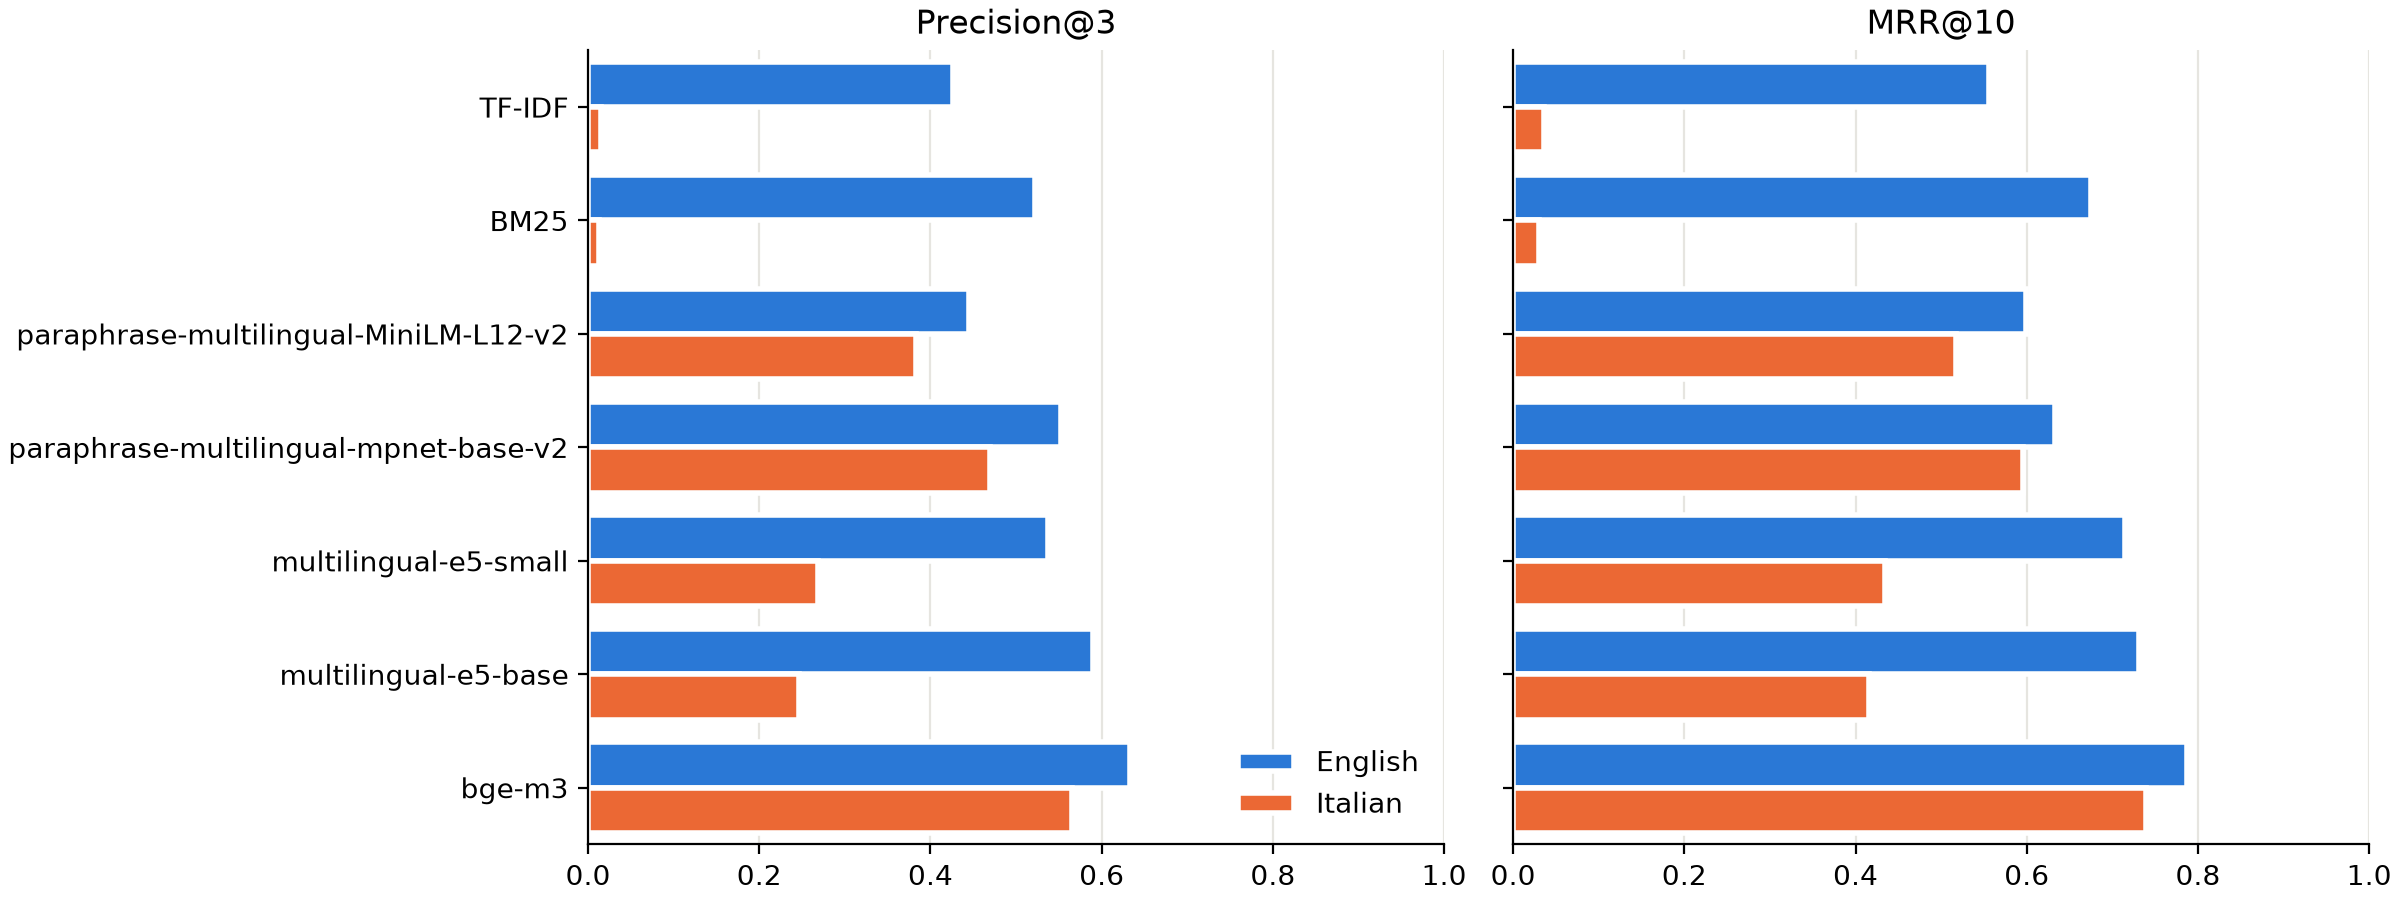 Precision@3
MRR@10
TF-IDF
BM25
paraphrase-multilingual-MiniLM-L12-v2
paraphrase-multilingual-mpnet-base-v2
multilingual-e5-small
multilingual-e5-base
bge-m3
English
Italian
0.0 0.2 0.4 0.6 0.8 1.0
0.0 0.2 0.4 0.6 0.8 1.0